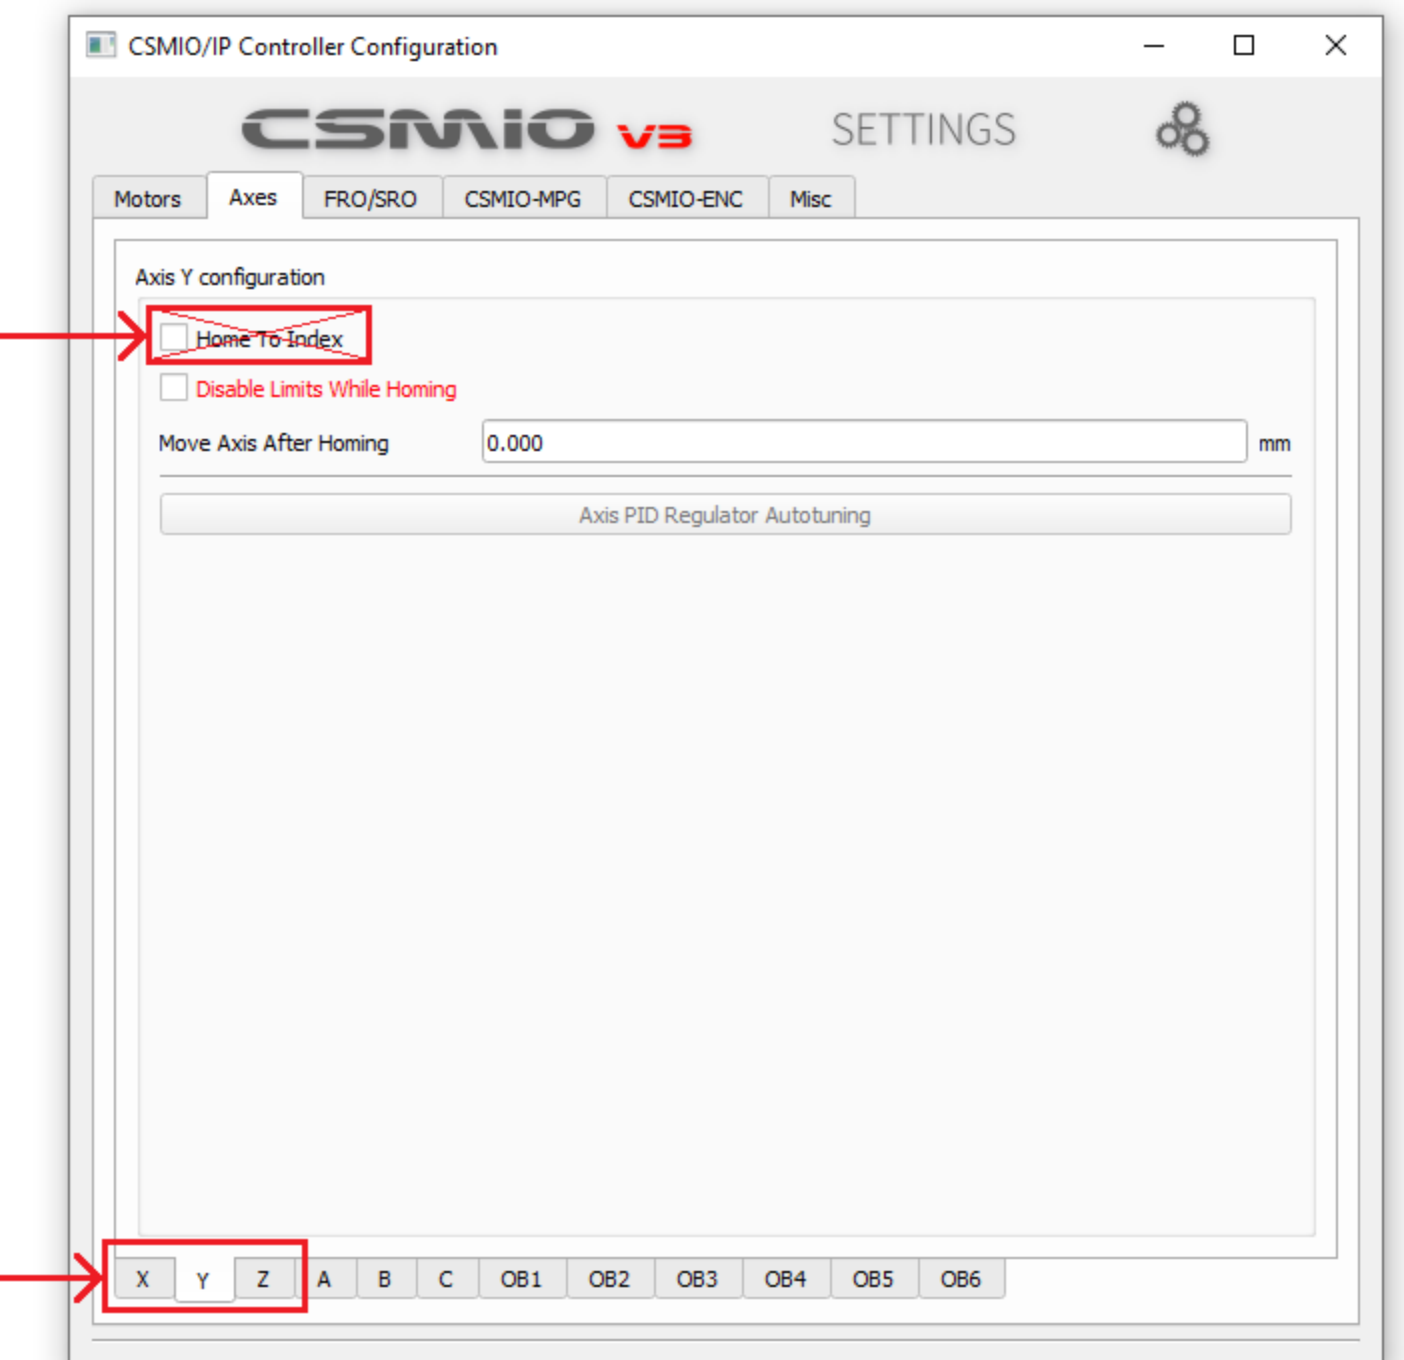 CSMIO/IP Controller Configuration
CSMIO V3 SETTINGS
Motors Axes FRO/SRO CSMIO-MPG CSMIO-ENC Misc
Axis Y configuration
Home To Index
Disable Limits While Homing
Move Axis After Homing 0.000 mm
Axis PID Regulator Autotuning
X Y Z A B C OB1 OB2 OB3 OB4 OB5 OB6